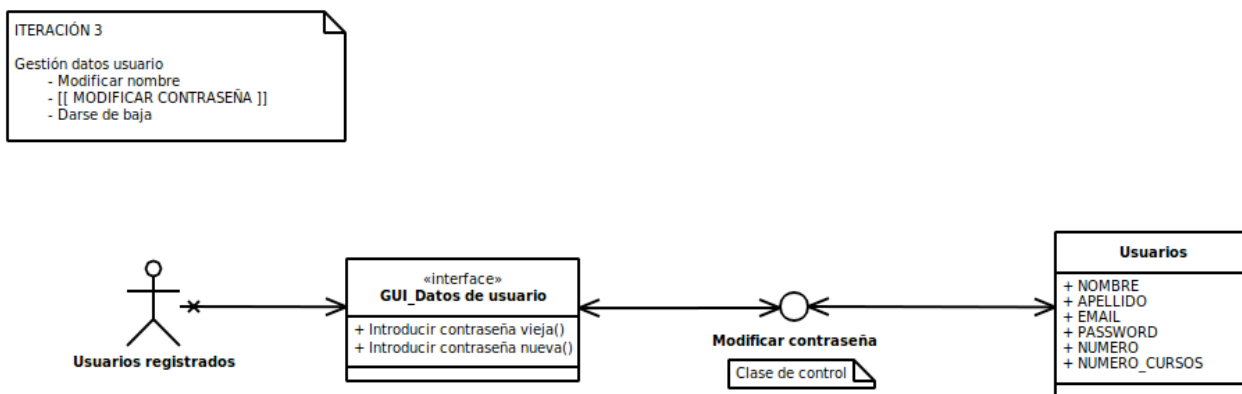 ITERACIÓN 3
Gestión datos usuario
- Modificar nombre
- [[ MODIFICAR CONTRASEÑA ]]
- Darse de baja
Usuarios registrados
«interface»
GUI_Datos de usuario
+ Introducir contraseña vieja()
+ Introducir contraseña nueva()
Modificar contraseña
Clase de control
Usuarios
+ NOMBRE
+ APELLIDO
+ EMAIL
+ PASSWORD
+ NUMERO
+ NUMERO_CURSOS